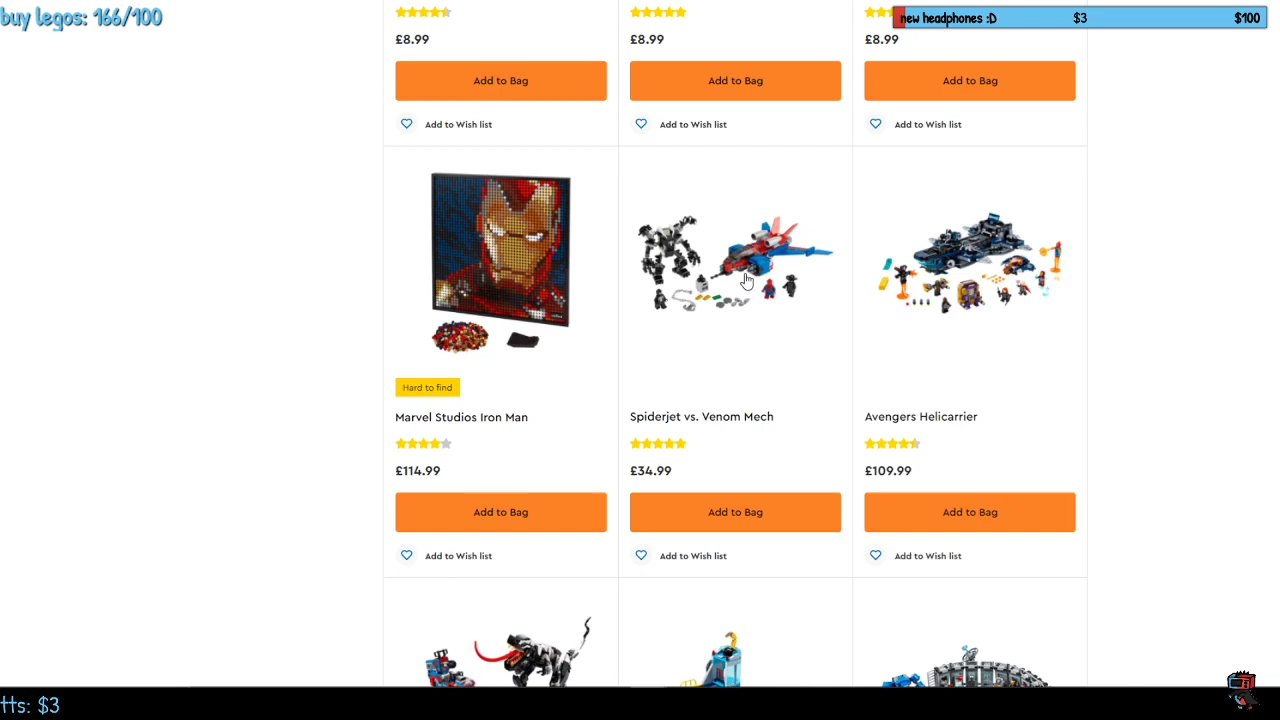 buy legos: 166/100
new headphones :D $3 $100
£8.99 £8.99 £8.99
Add to Bag Add to Bag Add to Bag
Add to Wish list Add to Wish list Add to Wish list
Hard to find
Marvel Studios Iron Man Spiderjet vs. Venom Mech Avengers Helicarrier
£114.99 £34.99 £109.99
Add to Bag Add to Bag Add to Bag
Add to Wish list Add to Wish list Add to Wish list
tts: $3